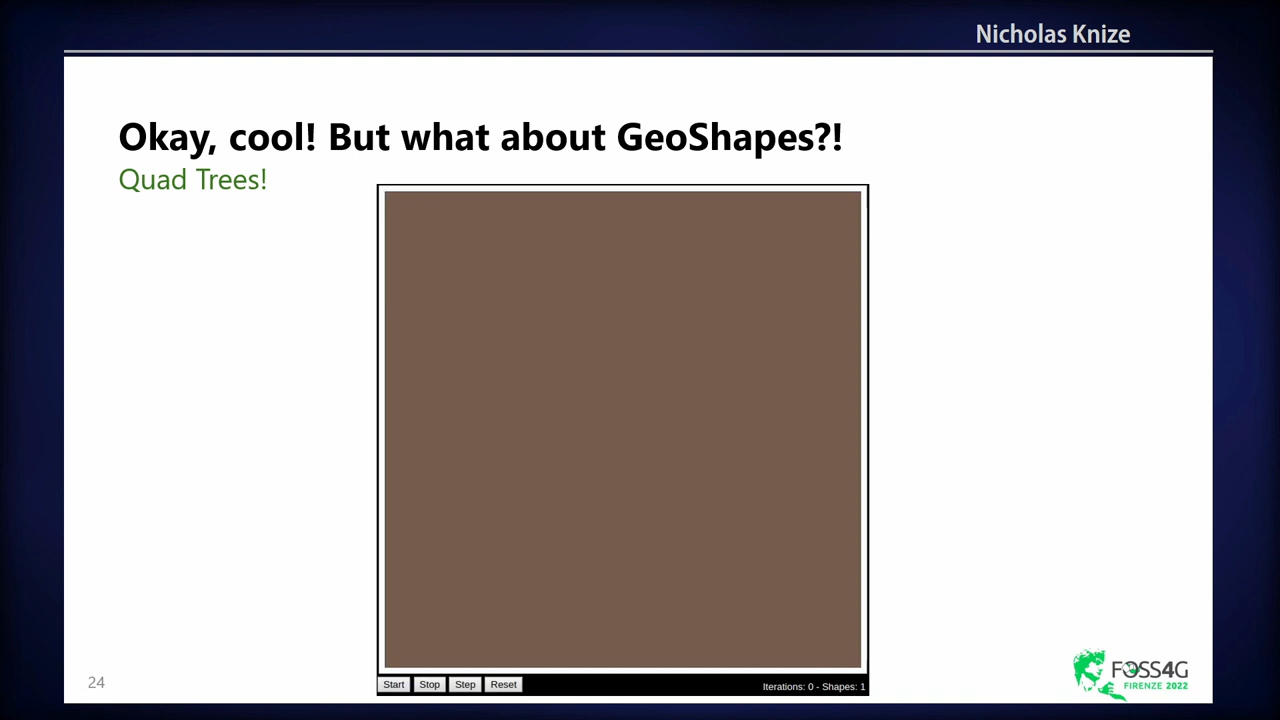 Nicholas Knize
Okay, cool! But what about GeoShapes?!
Quad Trees!
Start Stop Step Reset Iterations: 0 - Shapes: 1
24
FOSS4G
FIRENZE 2022